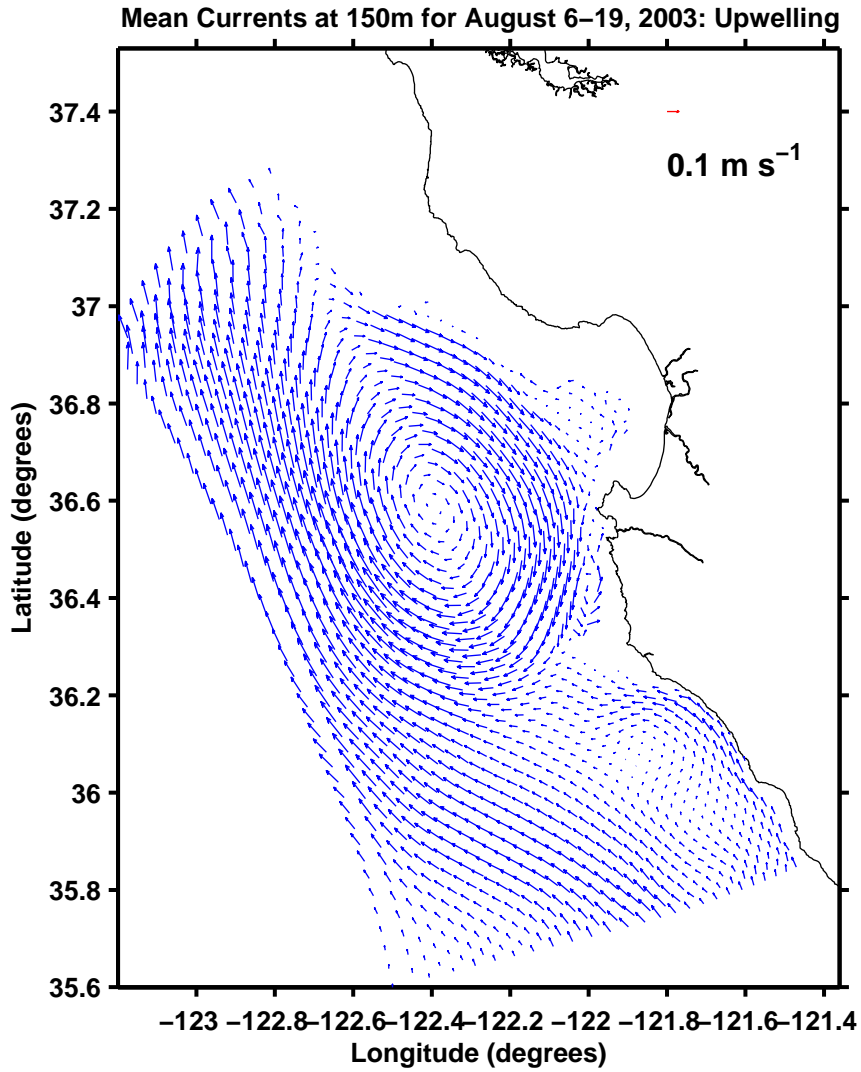 Mean Currents at 150m for August 6–19, 2003: Upwelling
37.4
0.1 m s⁻¹
37.2
37
36.8
36.6
36.4
36.2
36
35.8
35.6
Latitude (degrees)
−123 −122.8 −122.6 −122.4 −122.2 −122 −121.8 −121.6 −121.4
Longitude (degrees)